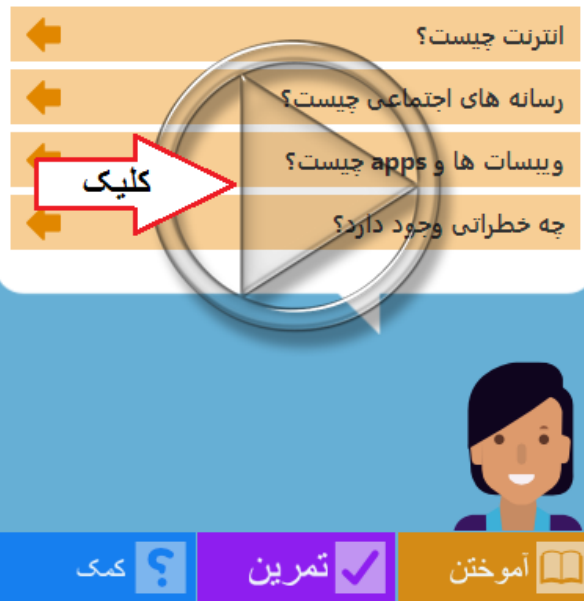 انترنت چیست؟
رسانه های اجتماعی چیست؟
ویبسات ها و apps چیست؟
کلیک
چه خطراتی وجود دارد؟
آموختن
تمرین
کمک